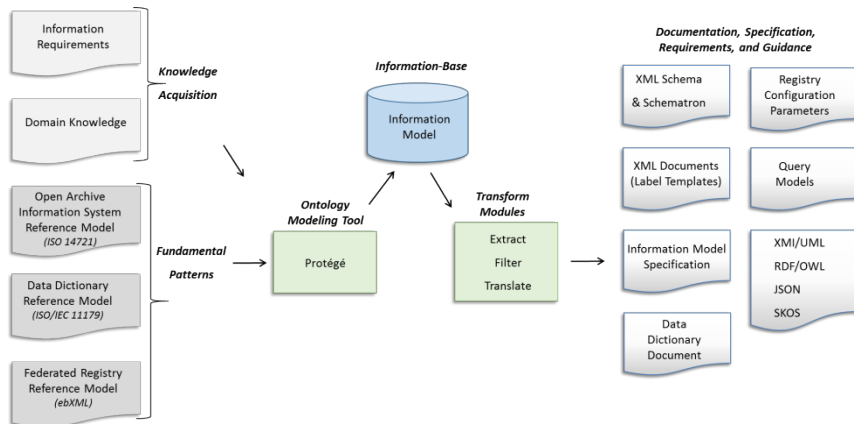 Information
Requirements
Domain Knowledge
Knowledge
Acquisition
Open Archive
Information System
Reference Model
(ISO 14721)
Data Dictionary
Reference Model
(ISO/IEC 11179)
Federated Registry
Reference Model
(ebXML)
Fundamental
Patterns
Ontology
Modeling Tool
Protégé
Information-Base
Information
Model
Transform
Modules
Extract
Filter
Translate
Documentation, Specification,
Requirements, and Guidance
XML Schema
& Schematron
Registry
Configuration
Parameters
XML Documents
(Label Templates)
Query
Models
Information Model
Specification
XMI/UML
RDF/OWL
JSON
SKOS
Data
Dictionary
Document